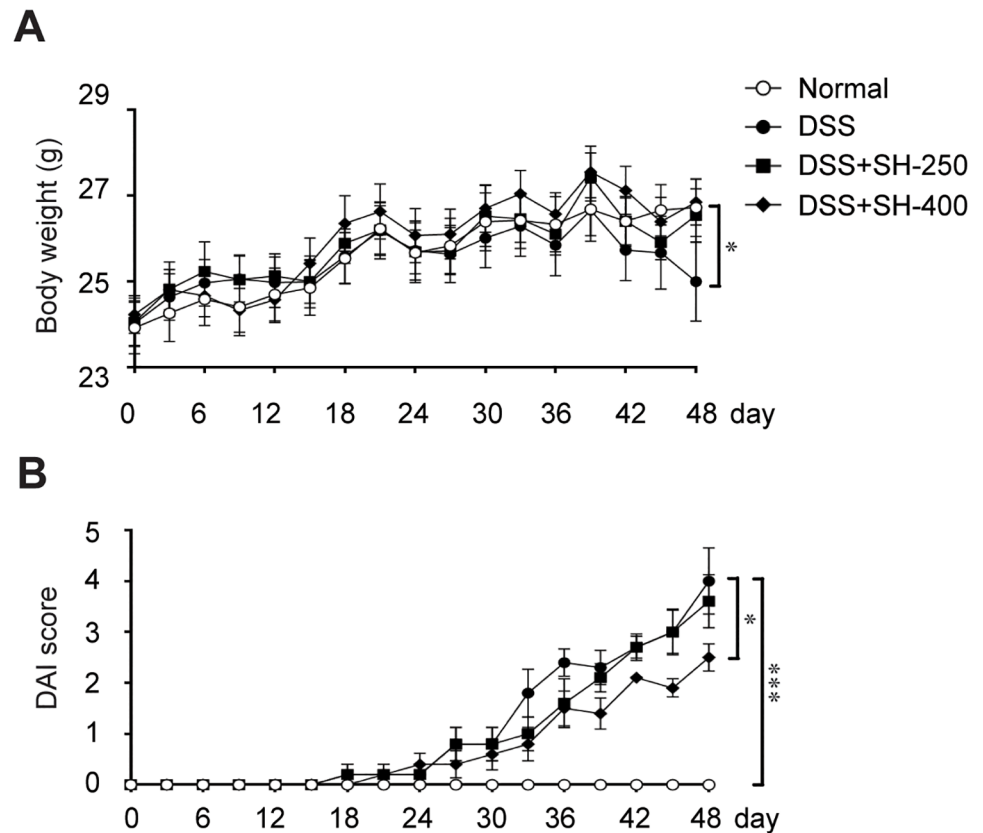 A
Body weight (g)
29
27
25
23
0 6 12 18 24 30 36 42 48 day
Normal
DSS
DSS+SH-250
DSS+SH-400
*
B
DAI score
5
4
3
2
1
0
0 6 12 18 24 30 36 42 48 day
*
***